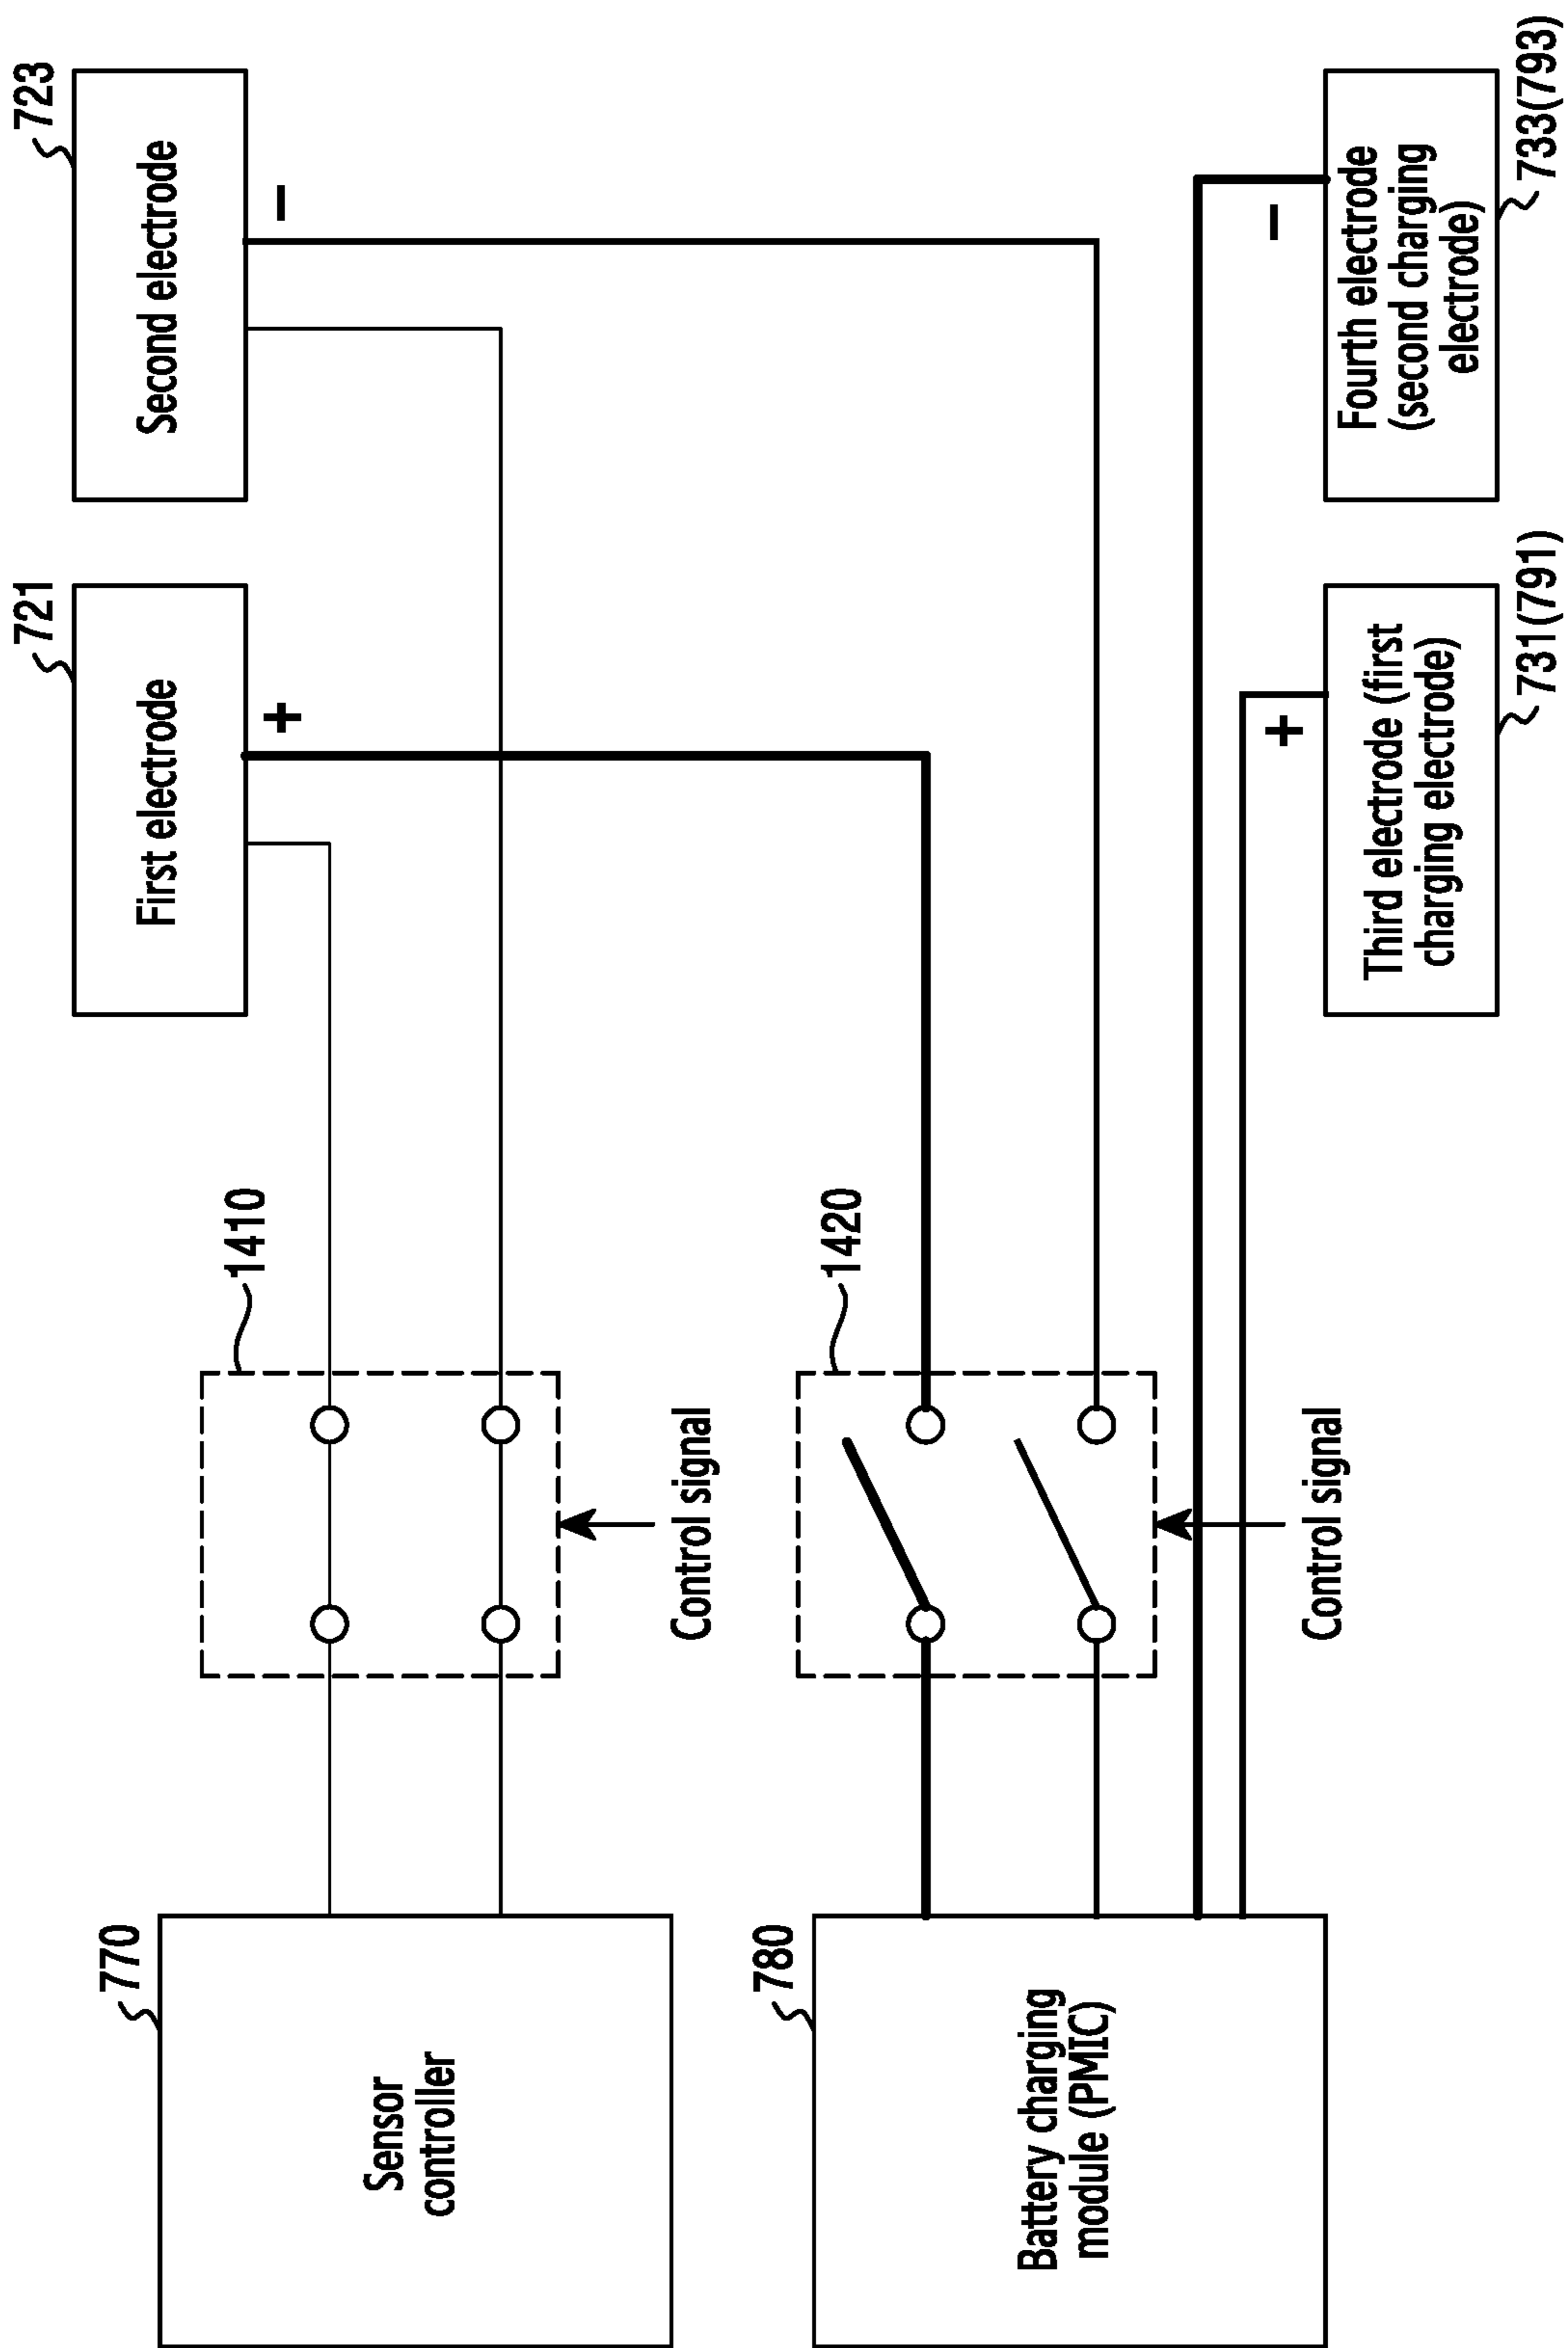 770
Sensor
controller
1410
Control signal
721
First electrode
+
723
Second electrode
−
780
Battery charging
module (PMIC)
1420
Control signal
Third electrode (first
charging electrode)
+
731(791)
Fourth electrode
(second charging
electrode)
−
733(793)